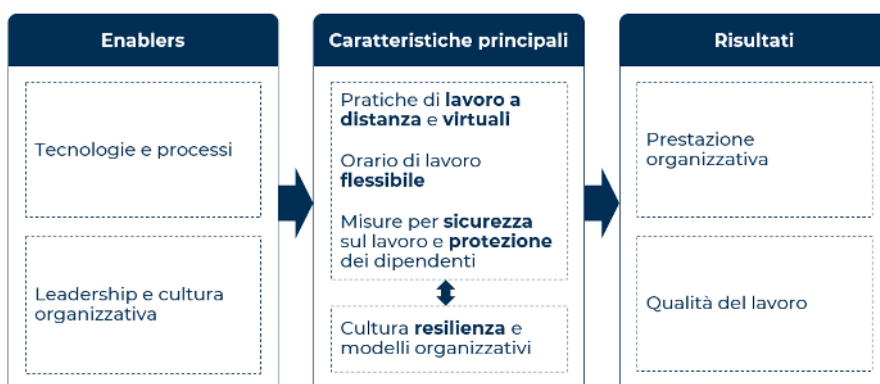 Enablers
Tecnologie e processi
Leadership e cultura
organizzativa
Caratteristiche principali
Pratiche di lavoro a
distanza e virtuali
Orario di lavoro
flessibile
Misure per sicurezza
sul lavoro e protezione
dei dipendenti
Cultura resilienza e
modelli organizzativi
Risultati
Prestazione
organizzativa
Qualità del lavoro